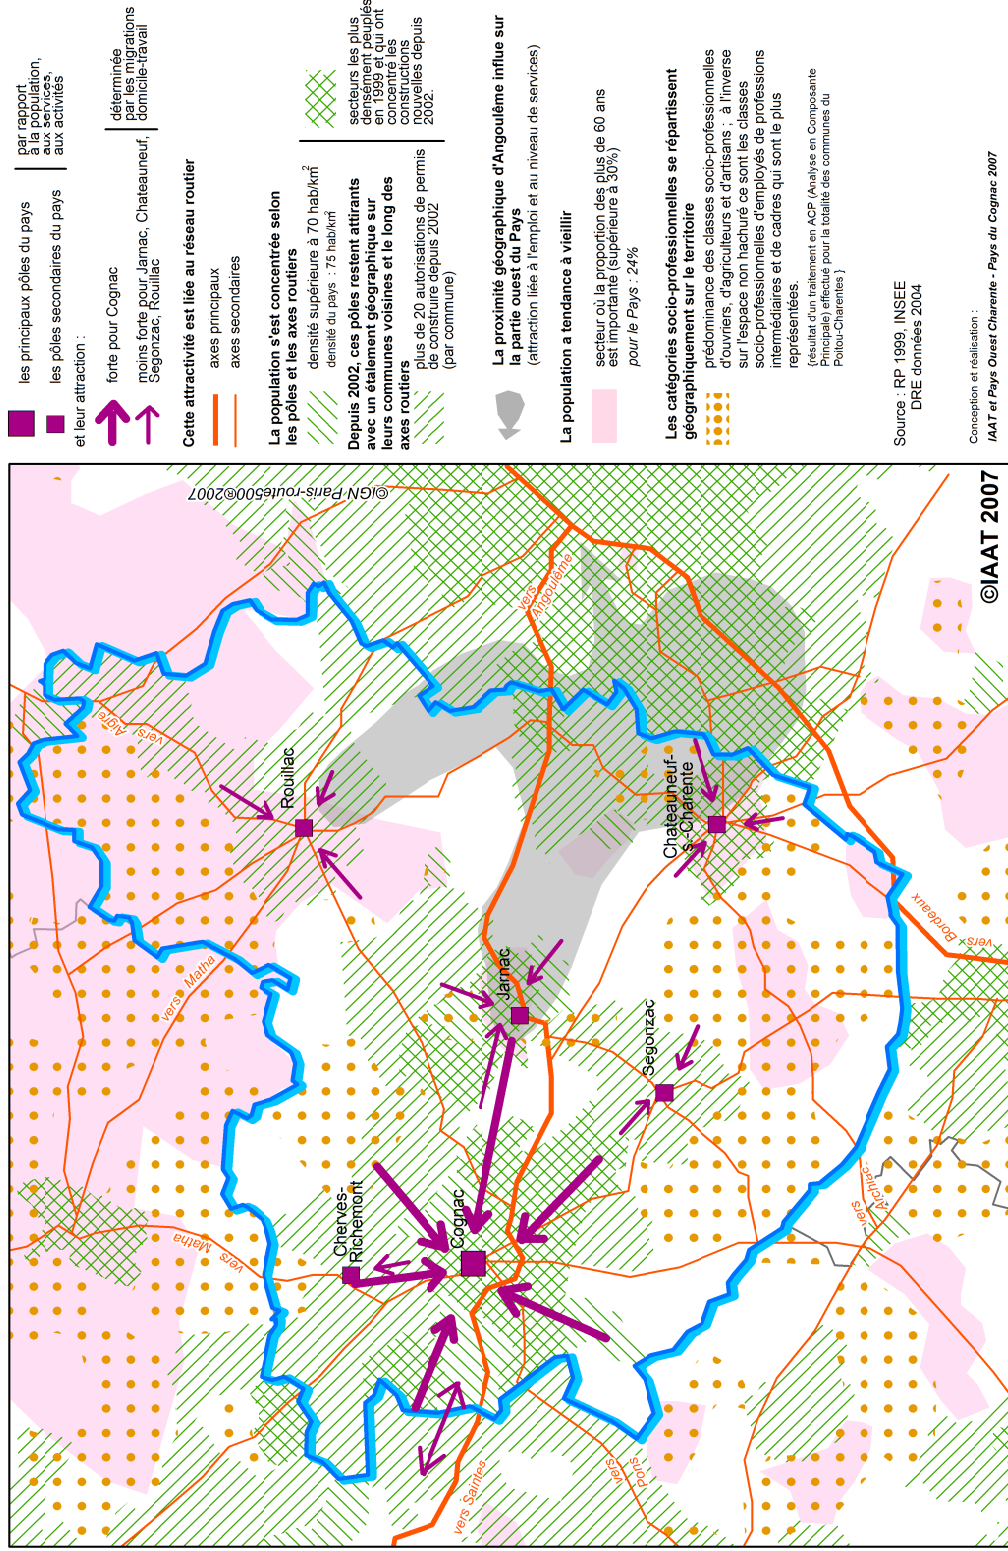 les principaux pôles du pays
les pôles secondaires du pays
par rapport
à la population,
aux services,
aux activités
et leur attraction :
forte pour Cognac
moins forte pour Jarnac, Chateauneuf,
Segonzac, Rouillac
déterminée
par les migrations
domicile-travail
Cette attractivité est liée au réseau routier
axes principaux
axes secondaires
La population s'est concentrée selon
les pôles et les axes routiers
densité supérieure à 70 hab/km²
densité du pays : 75 hab/km²
Depuis 2002, ces pôles restent attirants
avec un étalement géographique sur
leurs communes voisines et le long des
axes routiers
plus de 20 autorisations de permis
de construire depuis 2002
(par commune)
secteurs les plus
densément peuplés
en 1999 et qui ont
concentré les
constructions
nouvelles depuis
2002.
La proximité géographique d'Angoulême influe sur
la partie ouest du Pays
(attraction liée à l'emploi et au niveau de services)
La population a tendance à vieillir
secteur où la proportion des plus de 60 ans
est importante (supérieure à 30%)
pour le Pays : 24%
Les catégories socio-professionnelles se répartissent
géographiquement sur le territoire
prédominance des classes socio-professionnelles
d'ouvriers, d'agriculteurs et d'artisans ; à l'inverse
sur l'espace non hachuré ce sont les classes
socio-professionnelles d'employés de professions
intermédiaires et de cadres qui sont le plus
représentées.
{résultat d'un traitement en ACP (Analyse en Composante
Principale) effectué pour la totalité des communes du
Poitou-Charentes }
Source : RP 1999, INSEE
DRE données 2004
Conception et réalisation :
IAAT et Pays Ouest Charente - Pays du Cognac 2007
©IGN Paris-route500®2007
vers Aigre
Rouillac
vers Matha
vers Matha
Cherves-
Richemont
Cognac
Jarnac
vers
Angoulême
Chateauneuf-
s.-Charente
Segonzac
vers Saintes
vers
Pons
vers
Archiac
vers
Bordeaux
©IAAT 2007